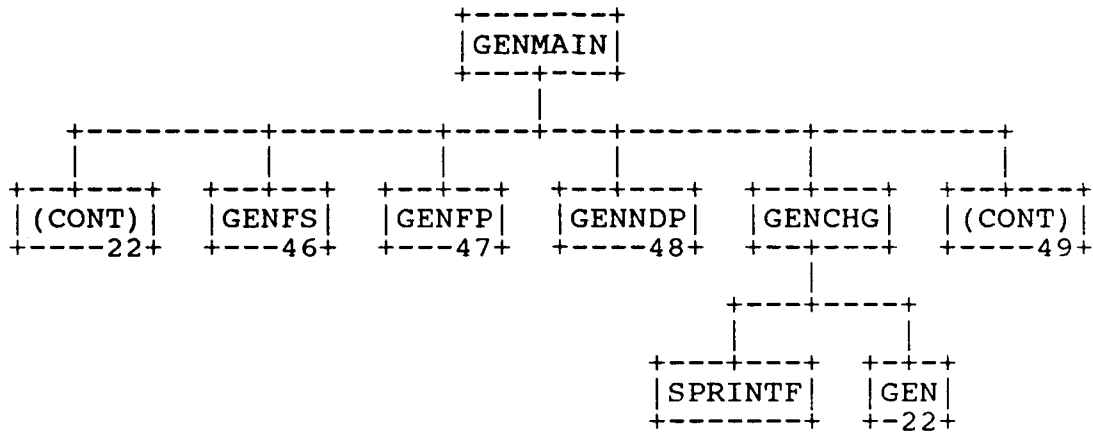 GENMAIN
(CONT) GENFS GENFP GENNDP GENCHG (CONT)
22 46 47 48 49
SPRINTF GEN
22